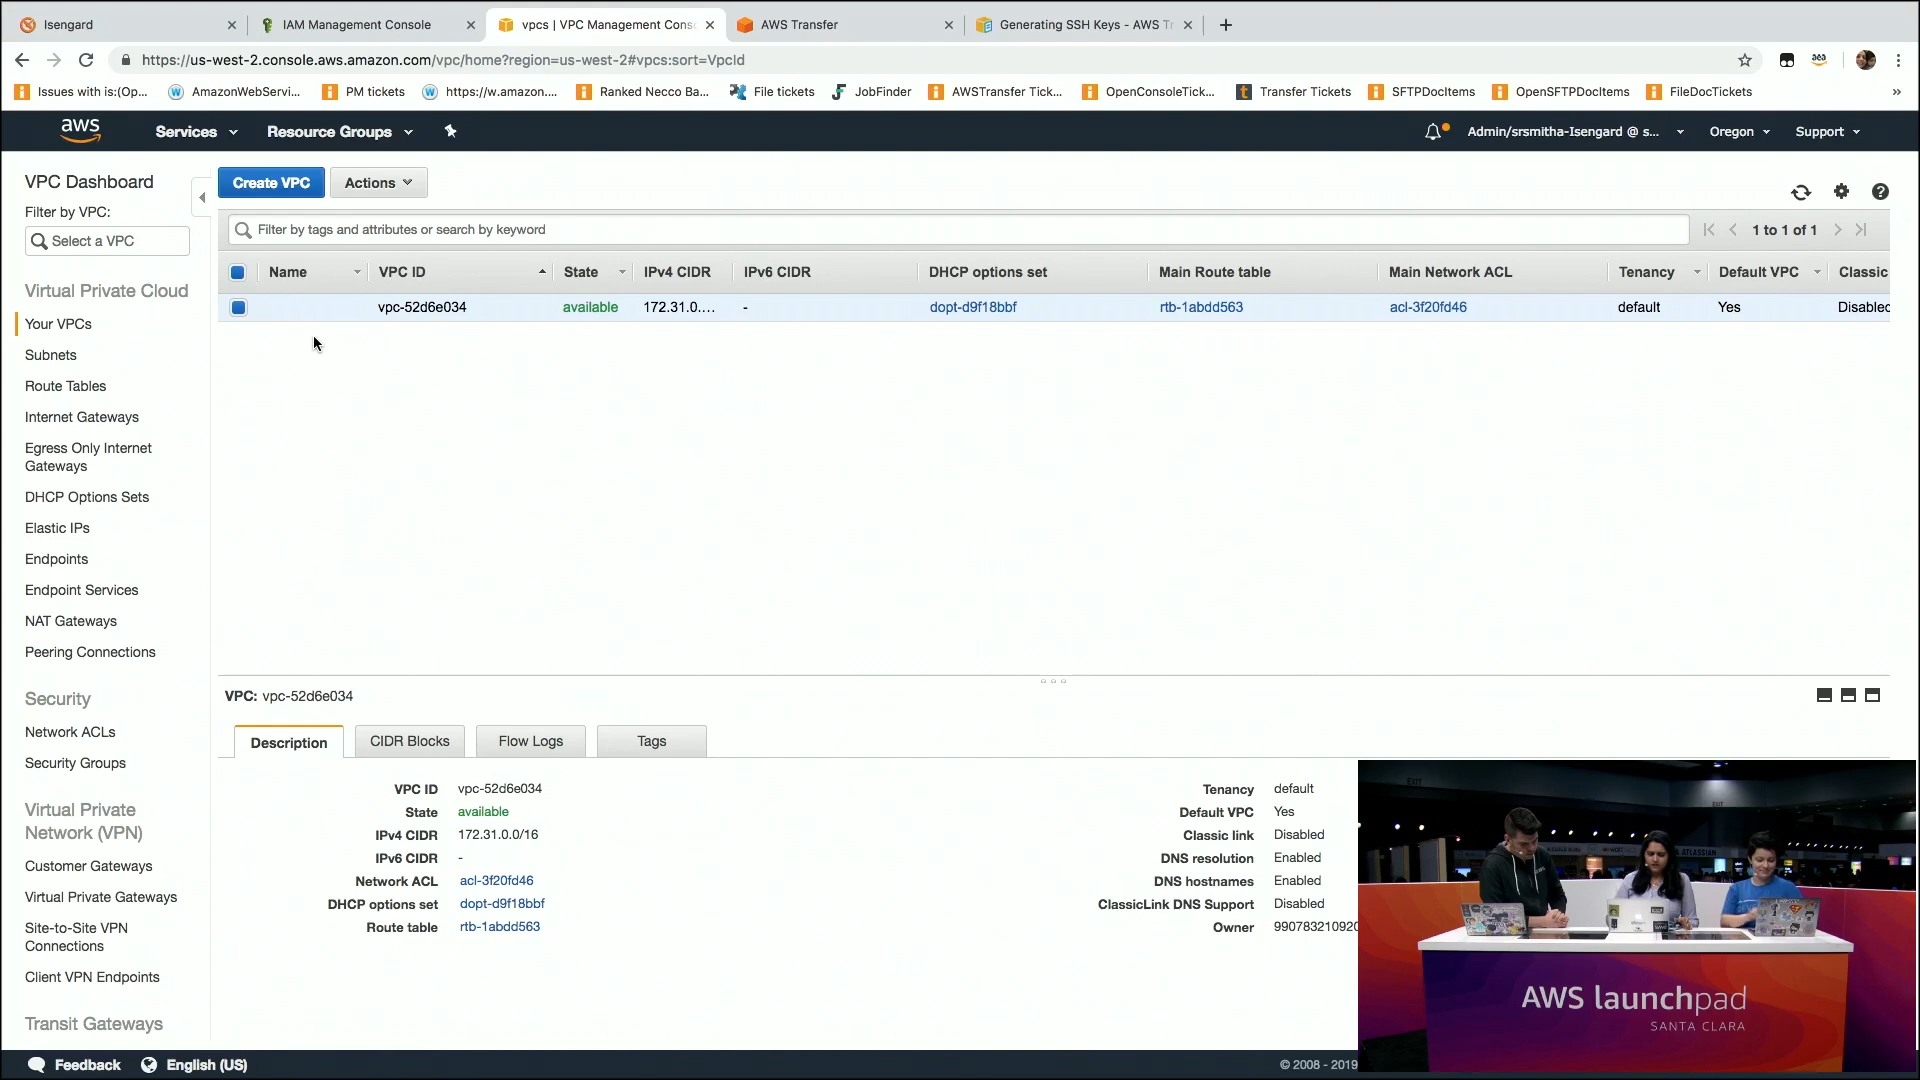 Isengard
IAM Management Console
vpcs | VPC Management Cons
AWS Transfer
Generating SSH Keys - AWS Tr
https://us-west-2.console.aws.amazon.com/vpc/home?region=us-west-2#vpcs:sort=VpcId
Issues with is:(Op...
AmazonWebServi...
PM tickets
https://w.amazon....
Ranked Necco Ba...
File tickets
JobFinder
AWSTransfer Tick...
OpenConsoleTick...
Transfer Tickets
SFTPDocItems
OpenSFTPDocItems
FileDocTickets
»
aws
Services
Resource Groups
Admin/srsmitha-Isengard @ s...
Oregon
Support
VPC Dashboard
Filter by VPC:
Select a VPC
Virtual Private Cloud
Your VPCs
Subnets
Route Tables
Internet Gateways
Egress Only Internet
Gateways
DHCP Options Sets
Elastic IPs
Endpoints
Endpoint Services
NAT Gateways
Peering Connections
Security
Network ACLs
Security Groups
Virtual Private
Network (VPN)
Customer Gateways
Virtual Private Gateways
Site-to-Site VPN
Connections
Client VPN Endpoints
Transit Gateways
Create VPC
Actions
Filter by tags and attributes or search by keyword
1 to 1 of 1
Name VPC ID State IPv4 CIDR IPv6 CIDR DHCP options set Main Route table Main Network ACL Tenancy Default VPC Classic
vpc-52d6e034 available 172.31.0.... - dopt-d9f18bbf rtb-1abdd563 acl-3f20fd46 default Yes Disabled
VPC: vpc-52d6e034
Description
CIDR Blocks
Flow Logs
Tags
VPC ID vpc-52d6e034
State available
IPv4 CIDR 172.31.0.0/16
IPv6 CIDR -
Network ACL acl-3f20fd46
DHCP options set dopt-d9f18bbf
Route table rtb-1abdd563
Tenancy default
Default VPC Yes
Classic link Disabled
DNS resolution Enabled
DNS hostnames Enabled
ClassicLink DNS Support Disabled
Owner 990783210920
EXIT
ATLASSIAN
AWS launchpad
SANTA CLARA
Feedback
English (US)
© 2008 - 2019